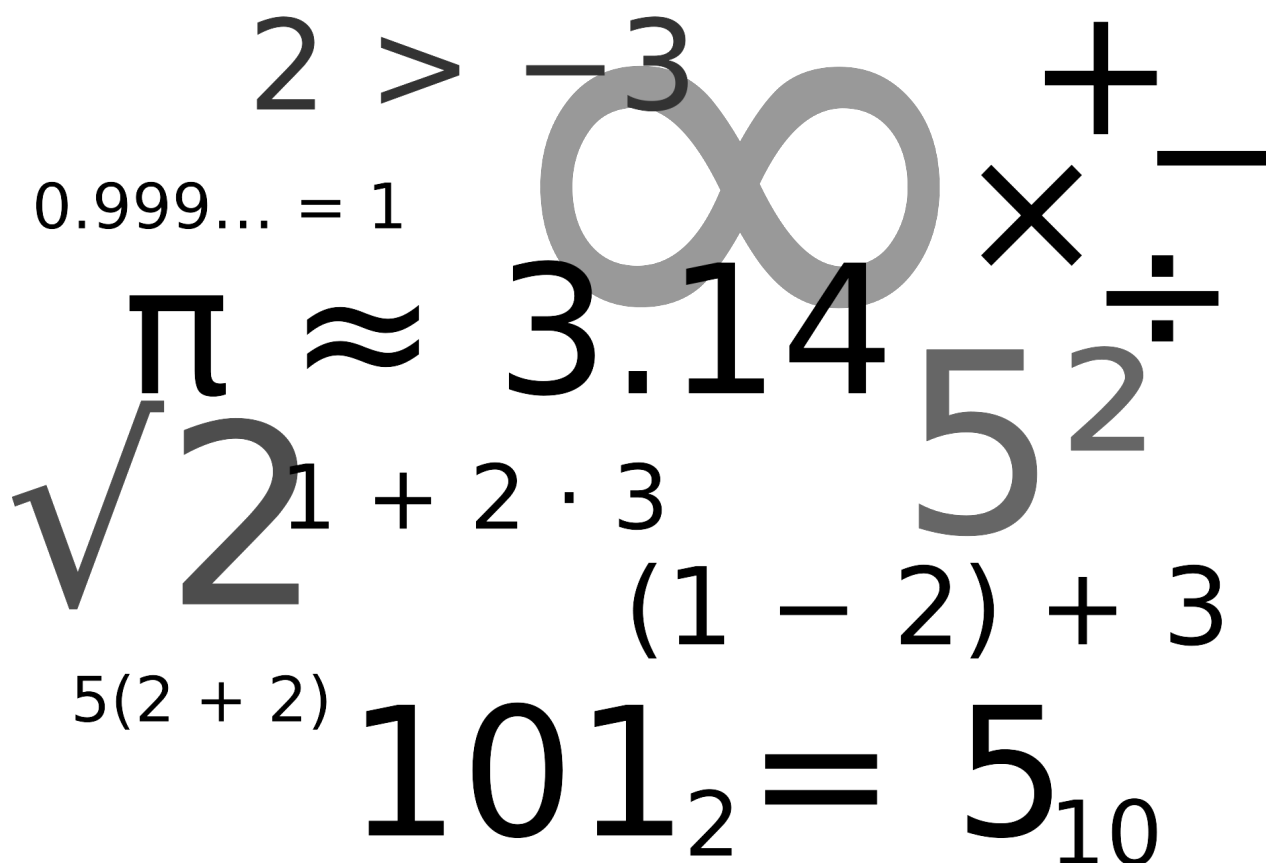 2 > −3
∞
+
−
×
÷
0.999... = 1
π ≈ 3.14
5²
√2
1 + 2 · 3
(1 − 2) + 3
5(2 + 2)
101₂ = 5₁₀